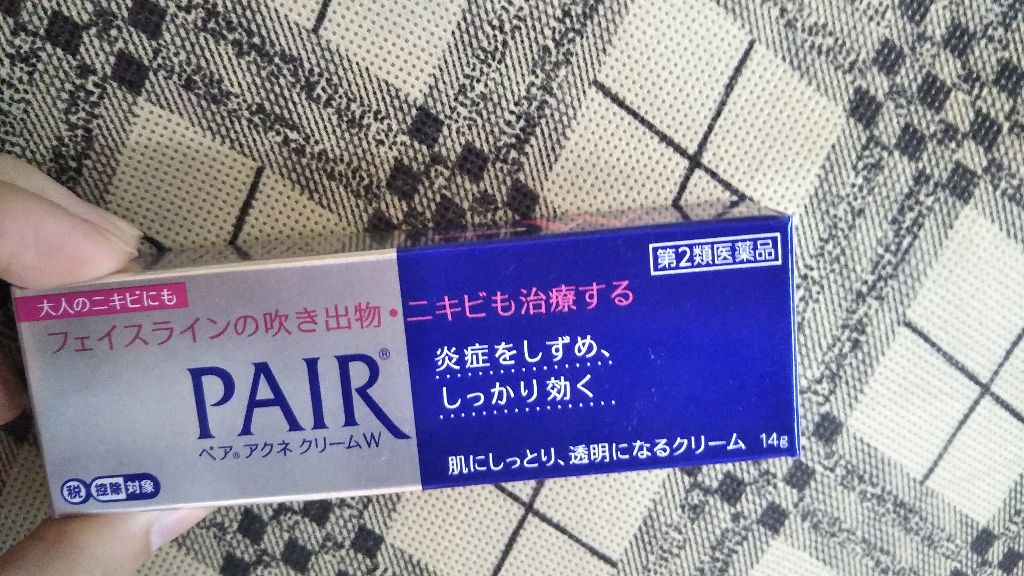 大人のニキビにも
フェイスラインの吹き出物・ニキビも治療する
第2類医薬品
PAIR®
ペア®アクネ クリームW
炎症をしずめ、
しっかり効く
肌にしっとり、透明になるクリーム 14g
税 控除対象